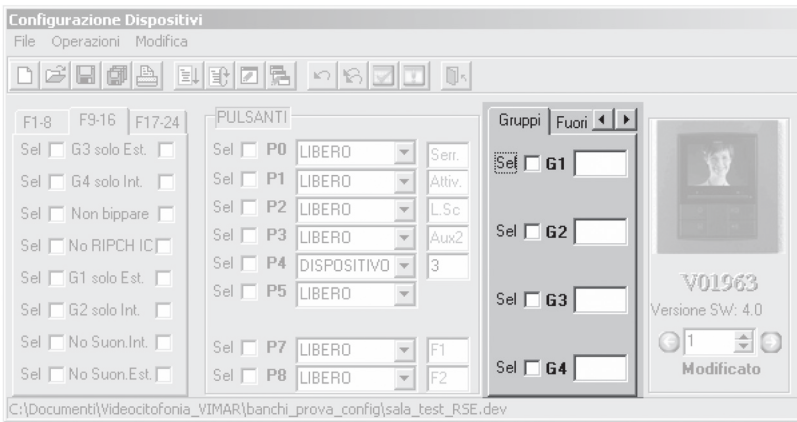 Configurazione Dispositivi
File Operazioni Modifica
F1-8 F9-16 F17-24
Sel G3 solo Est.
Sel G4 solo Int.
Sel Non bippare
Sel No RIPCH IC
Sel G1 solo Est.
Sel G2 solo Int.
Sel No Suon.Int.
Sel No Suon.Est.
PULSANTI
Sel P0 LIBERO Serr.
Sel P1 LIBERO Attiv.
Sel P2 LIBERO L.Sc
Sel P3 LIBERO Aux2
Sel P4 DISPOSITIVO 3
Sel P5 LIBERO
Sel P7 LIBERO F1
Sel P8 LIBERO F2
Gruppi Fuori
Sel G1
Sel G2
Sel G3
Sel G4
V01963
Versione SW: 4.0
1
Modificato
C:\Documenti\Videocitofonia_VIMAR\banchi_prova_config\sala_test_RSE.dev